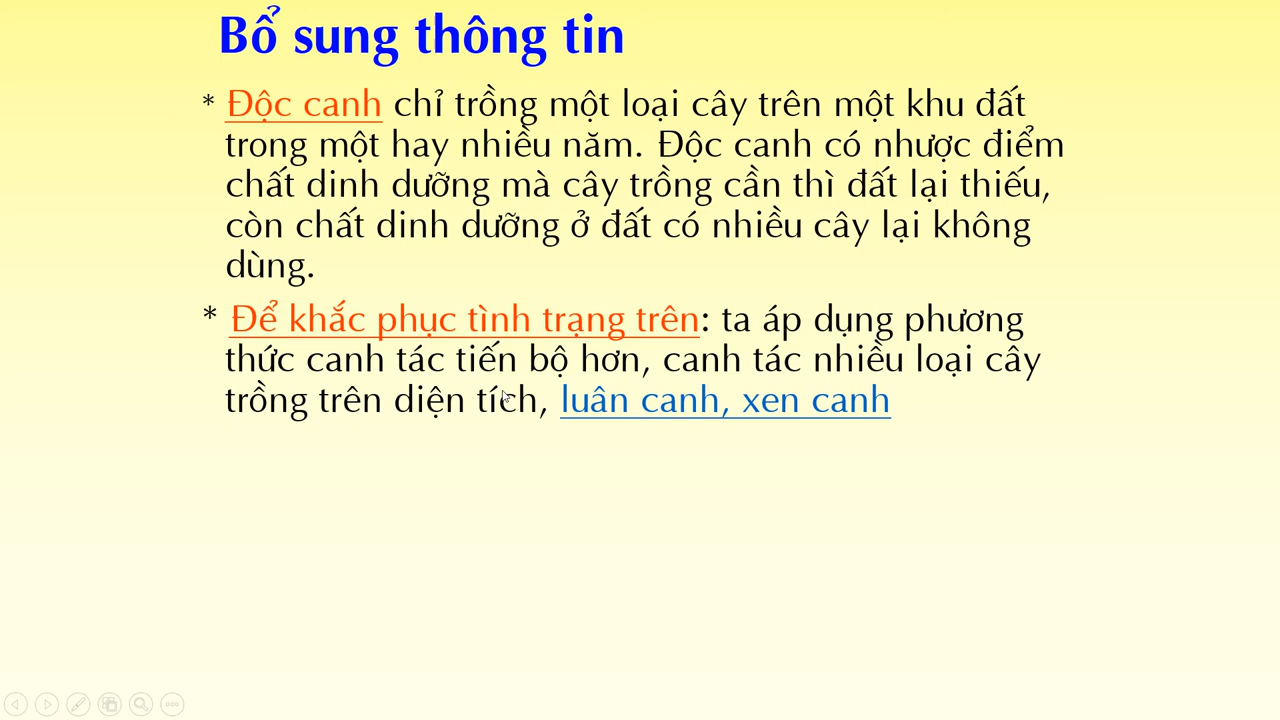 Bổ sung thông tin
* Độc canh chỉ trồng một loại cây trên một khu đất
trong một hay nhiều năm. Độc canh có nhược điểm
chất dinh dưỡng mà cây trồng cần thì đất lại thiếu,
còn chất dinh dưỡng ở đất có nhiều cây lại không
dùng.
* Để khắc phục tình trạng trên: ta áp dụng phương
thức canh tác tiến bộ hơn, canh tác nhiều loại cây
trồng trên diện tích, luân canh, xen canh